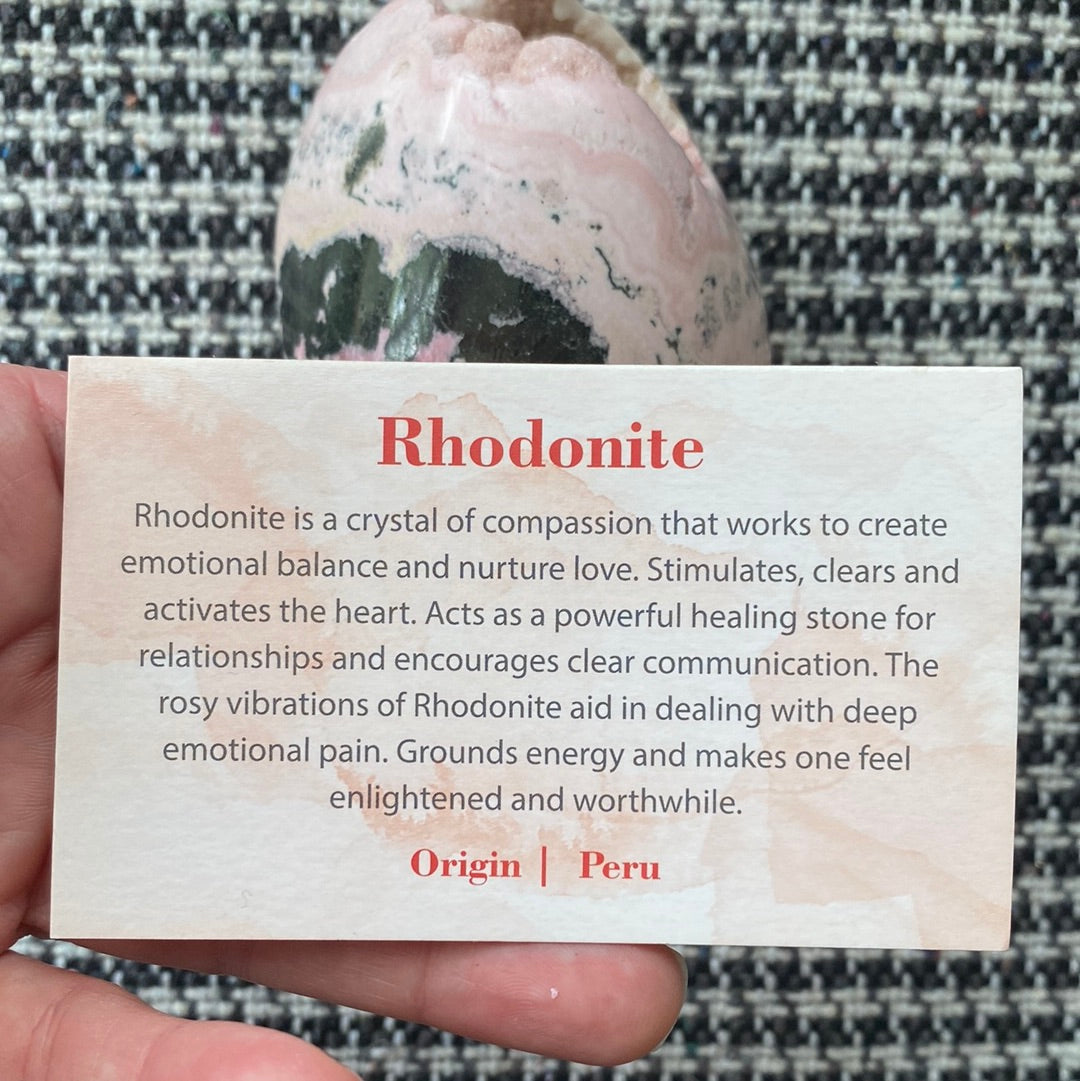 Rhodonite
Rhodonite is a crystal of compassion that works to create
emotional balance and nurture love. Stimulates, clears and
activates the heart. Acts as a powerful healing stone for
relationships and encourages clear communication. The
rosy vibrations of Rhodonite aid in dealing with deep
emotional pain. Grounds energy and makes one feel
enlightened and worthwhile.
Origin | Peru